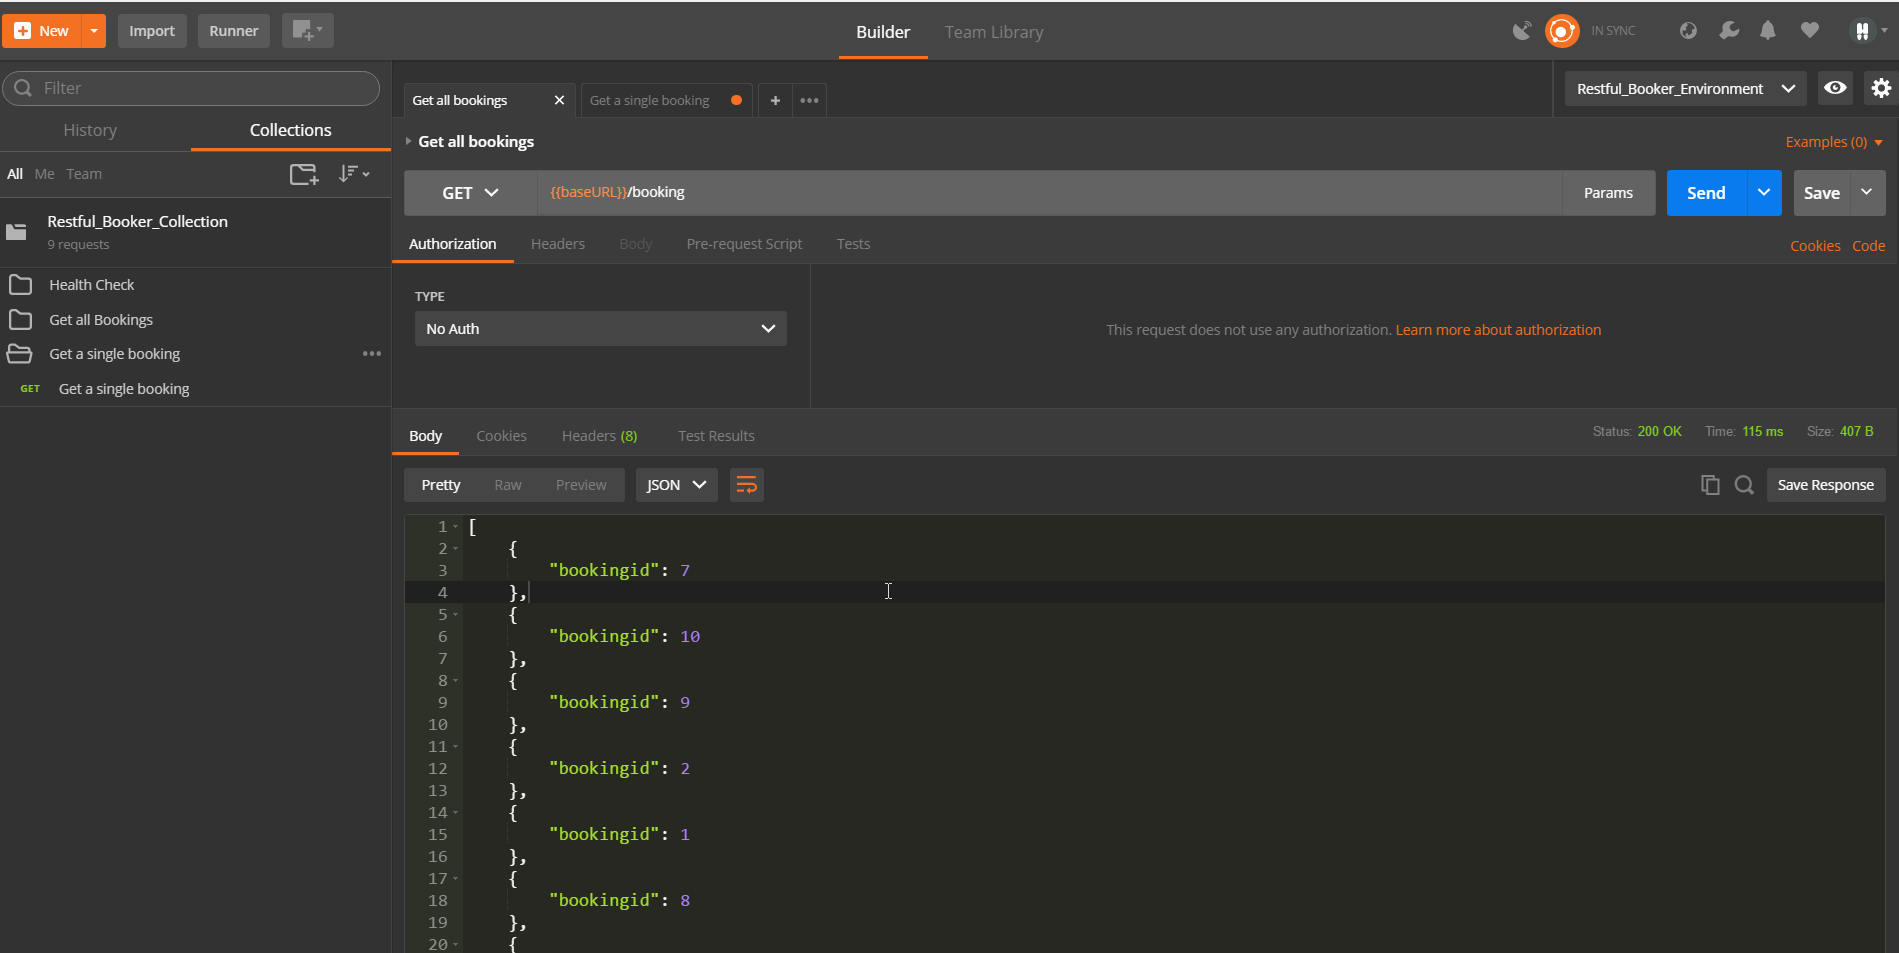 New Import Runner Builder Team Library IN SYNC
Filter
Get all bookings Get a single booking Restful_Booker_Environment
History Collections
Get all bookings Examples (0)
All Me Team
GET {{baseURL}}/booking Params Send Save
Restful_Booker_Collection
9 requests
Authorization Headers Body Pre-request Script Tests Cookies Code
Health Check
Get all Bookings
Get a single booking
GET Get a single booking
TYPE
No Auth
This request does not use any authorization. Learn more about authorization
Body Cookies Headers (8) Test Results Status: 200 OK Time: 115 ms Size: 407 B
Pretty Raw Preview JSON Save Response
1 [
2 {
3 "bookingid": 7
4 },
5 {
6 "bookingid": 10
7 },
8 {
9 "bookingid": 9
10 },
11 {
12 "bookingid": 2
13 },
14 {
15 "bookingid": 1
16 },
17 {
18 "bookingid": 8
19 },
20 {